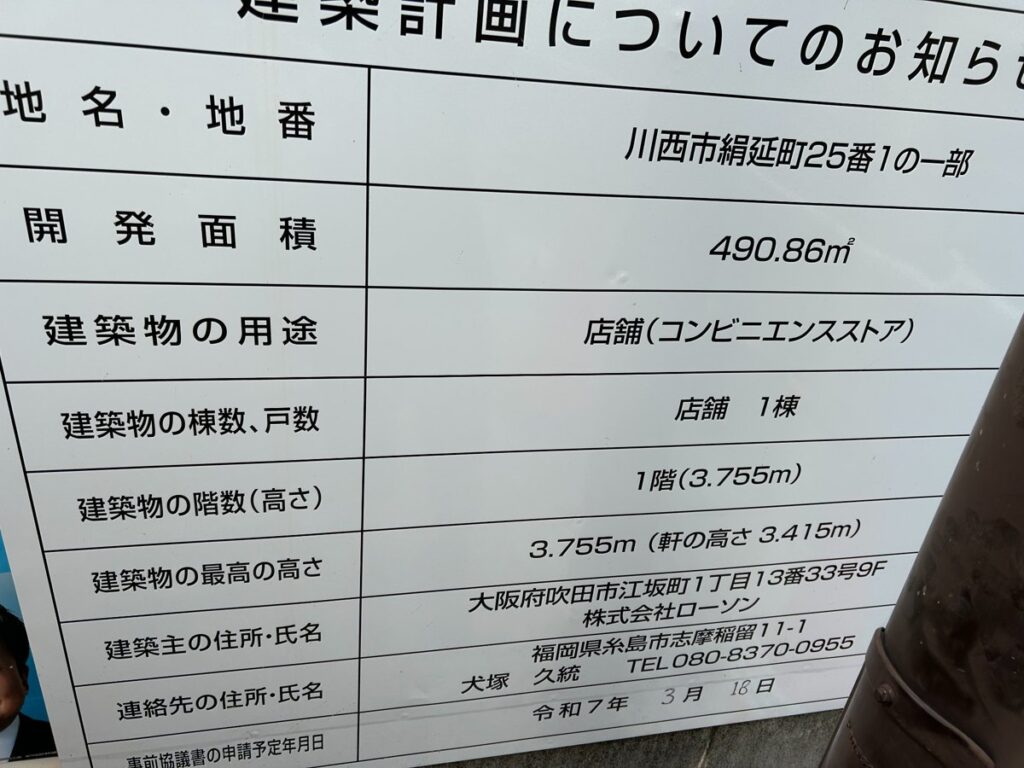 建築計画についてのお知らせ
地名・地番 川西市絹延町25番1の一部
開発面積 490.86㎡
建築物の用途 店舗(コンビニエンスストア)
建築物の棟数、戸数 店舗 1棟
建築物の階数(高さ) 1階(3.755m)
建築物の最高の高さ 3.755m (軒の高さ 3.415m)
建築主の住所・氏名 大阪府吹田市江坂町1丁目13番33号9F
株式会社ローソン
連絡先の住所・氏名 福岡県糸島市志摩稲留11-1
犬塚 久統 TEL080-8370-0955
事前協議書の申請予定年月日 令和7年 3月 18日